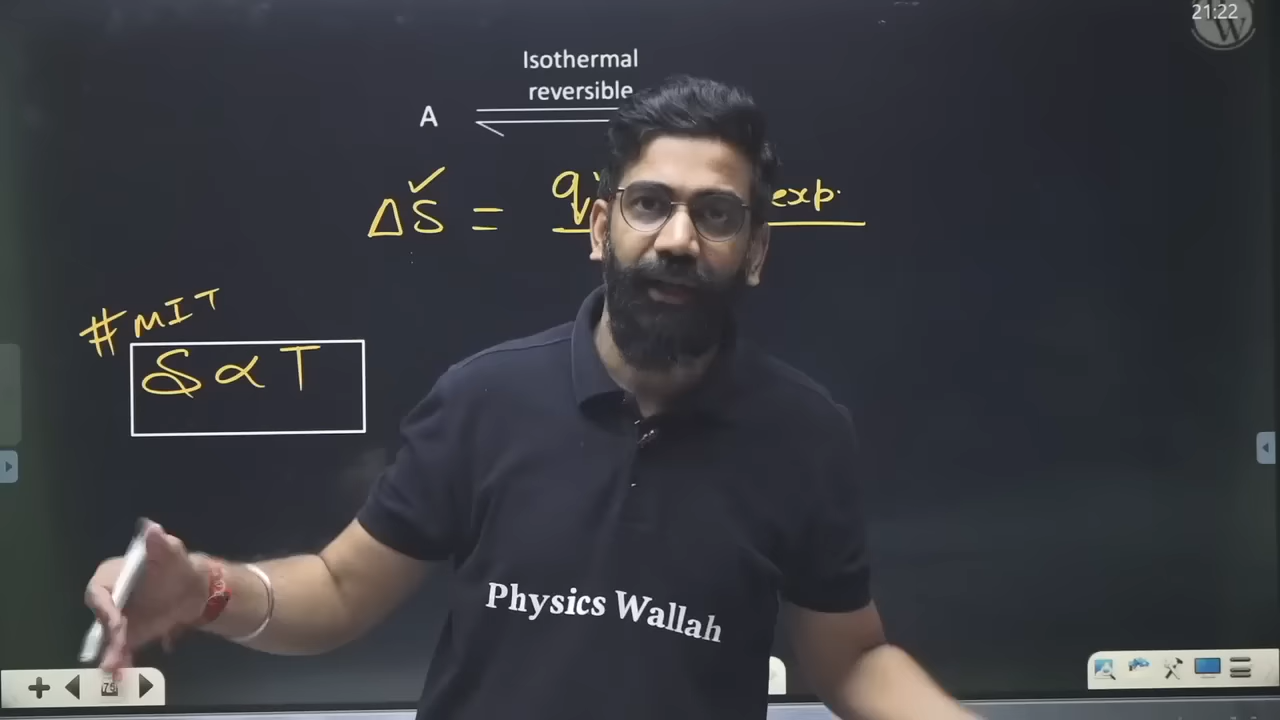 21:22
W
Isothermal
reversible
A
ΔS = q exp.
# MIT
S ∝ T
Physics Wallah